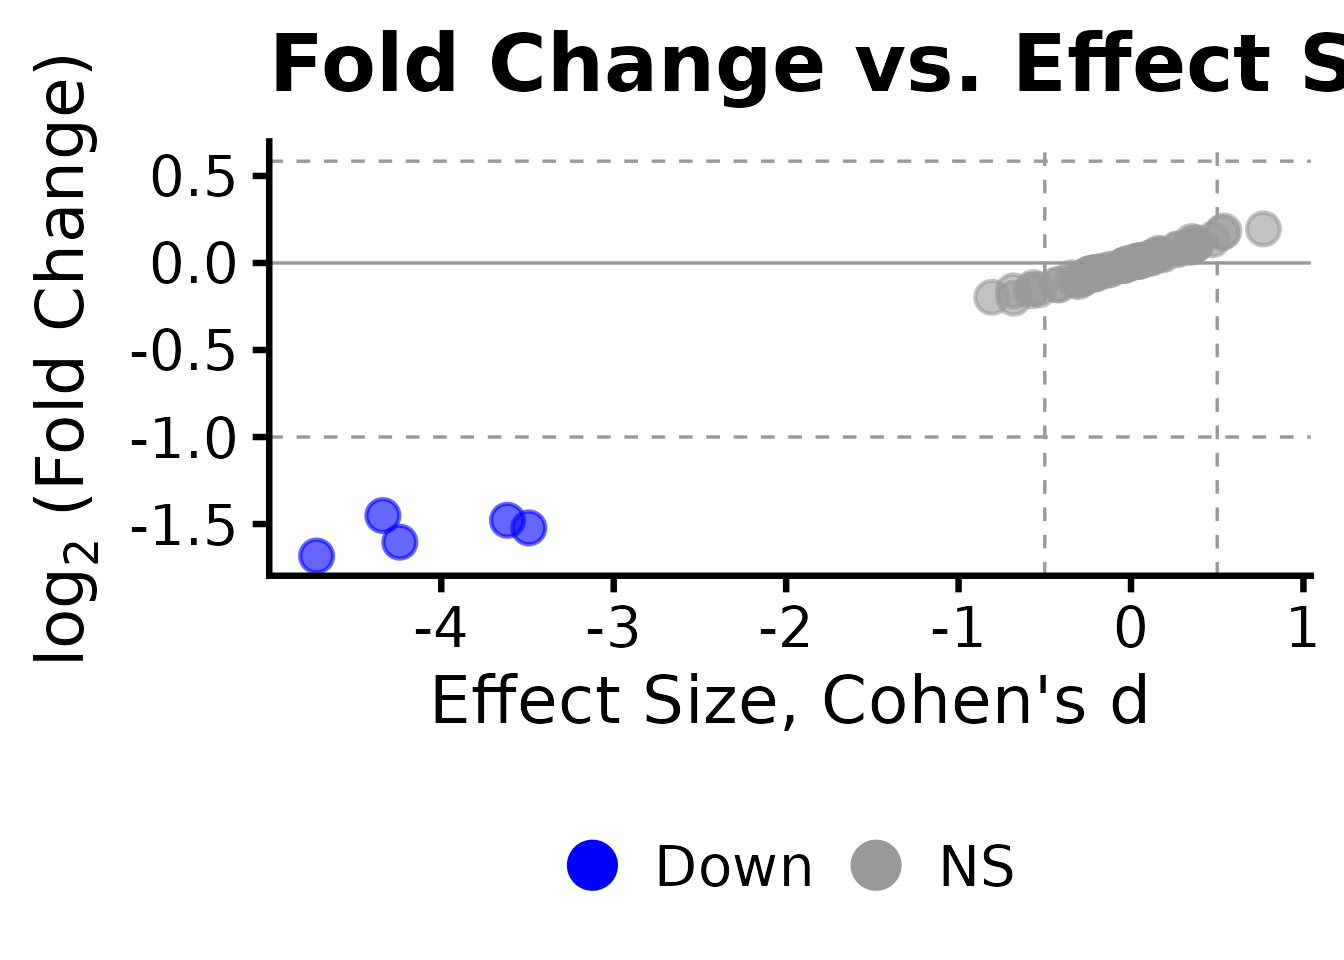 Fold Change vs. Effect S
log2 (Fold Change)
0.5
0.0
-0.5
-1.0
-1.5
-4 -3 -2 -1 0 1
Effect Size, Cohen's d
Down NS